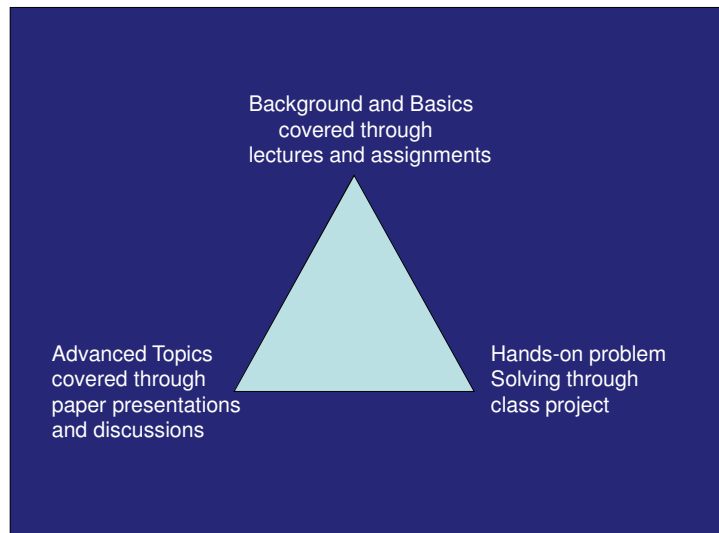 Background and Basics
covered through
lectures and assignments
Advanced Topics
covered through
paper presentations
and discussions
Hands-on problem
Solving through
class project